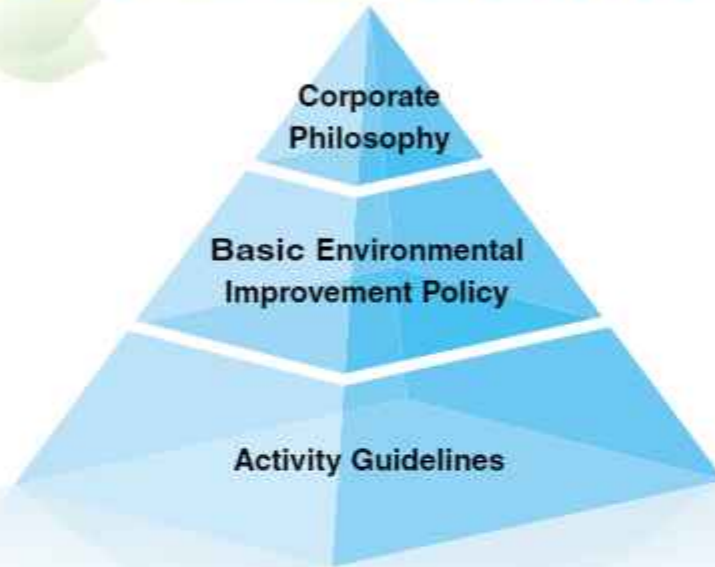 Corporate
Philosophy
Basic Environmental
Improvement Policy
Activity Guidelines